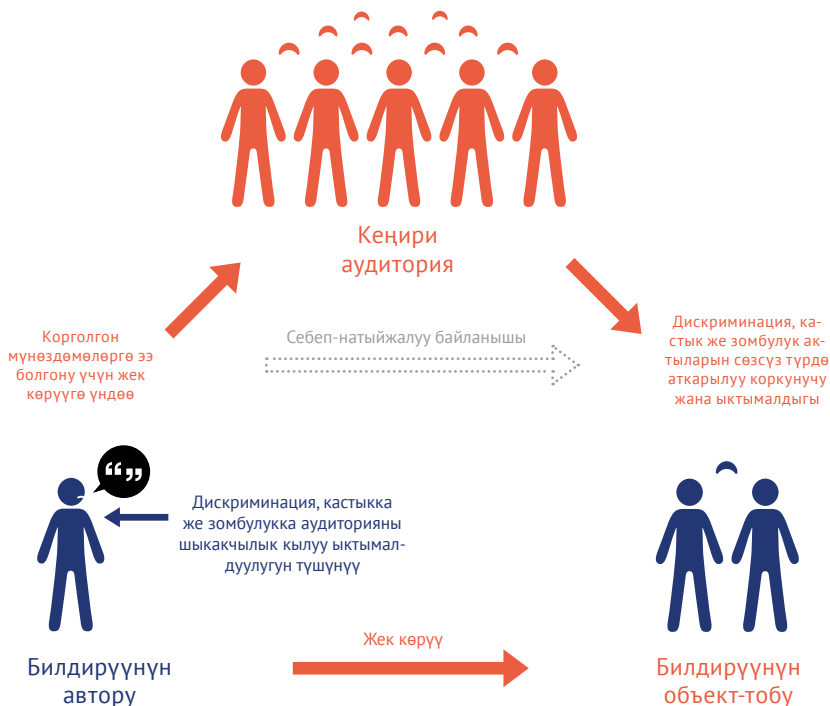 Кеңири
аудитория
Корголгон
мүнөздөмөлөргө ээ
болгону үчүн жек
көрүүгө үндөө
Себеп-натыйжалуу байланышы
Дискриминация, ка-
стык же зомбулук ак-
тыларын сөзсүз түрдө
аткарылуу коркунучу
жана ыктымалдыгы
Дискриминация, кастыкка
же зомбулукка аудиторияны
шыкакчылык кылуу ыктымал-
дуулугун түшүнүү
Жек көрүү
Билдирүүнүн
автору
Билдирүүнүн
объект-тобу